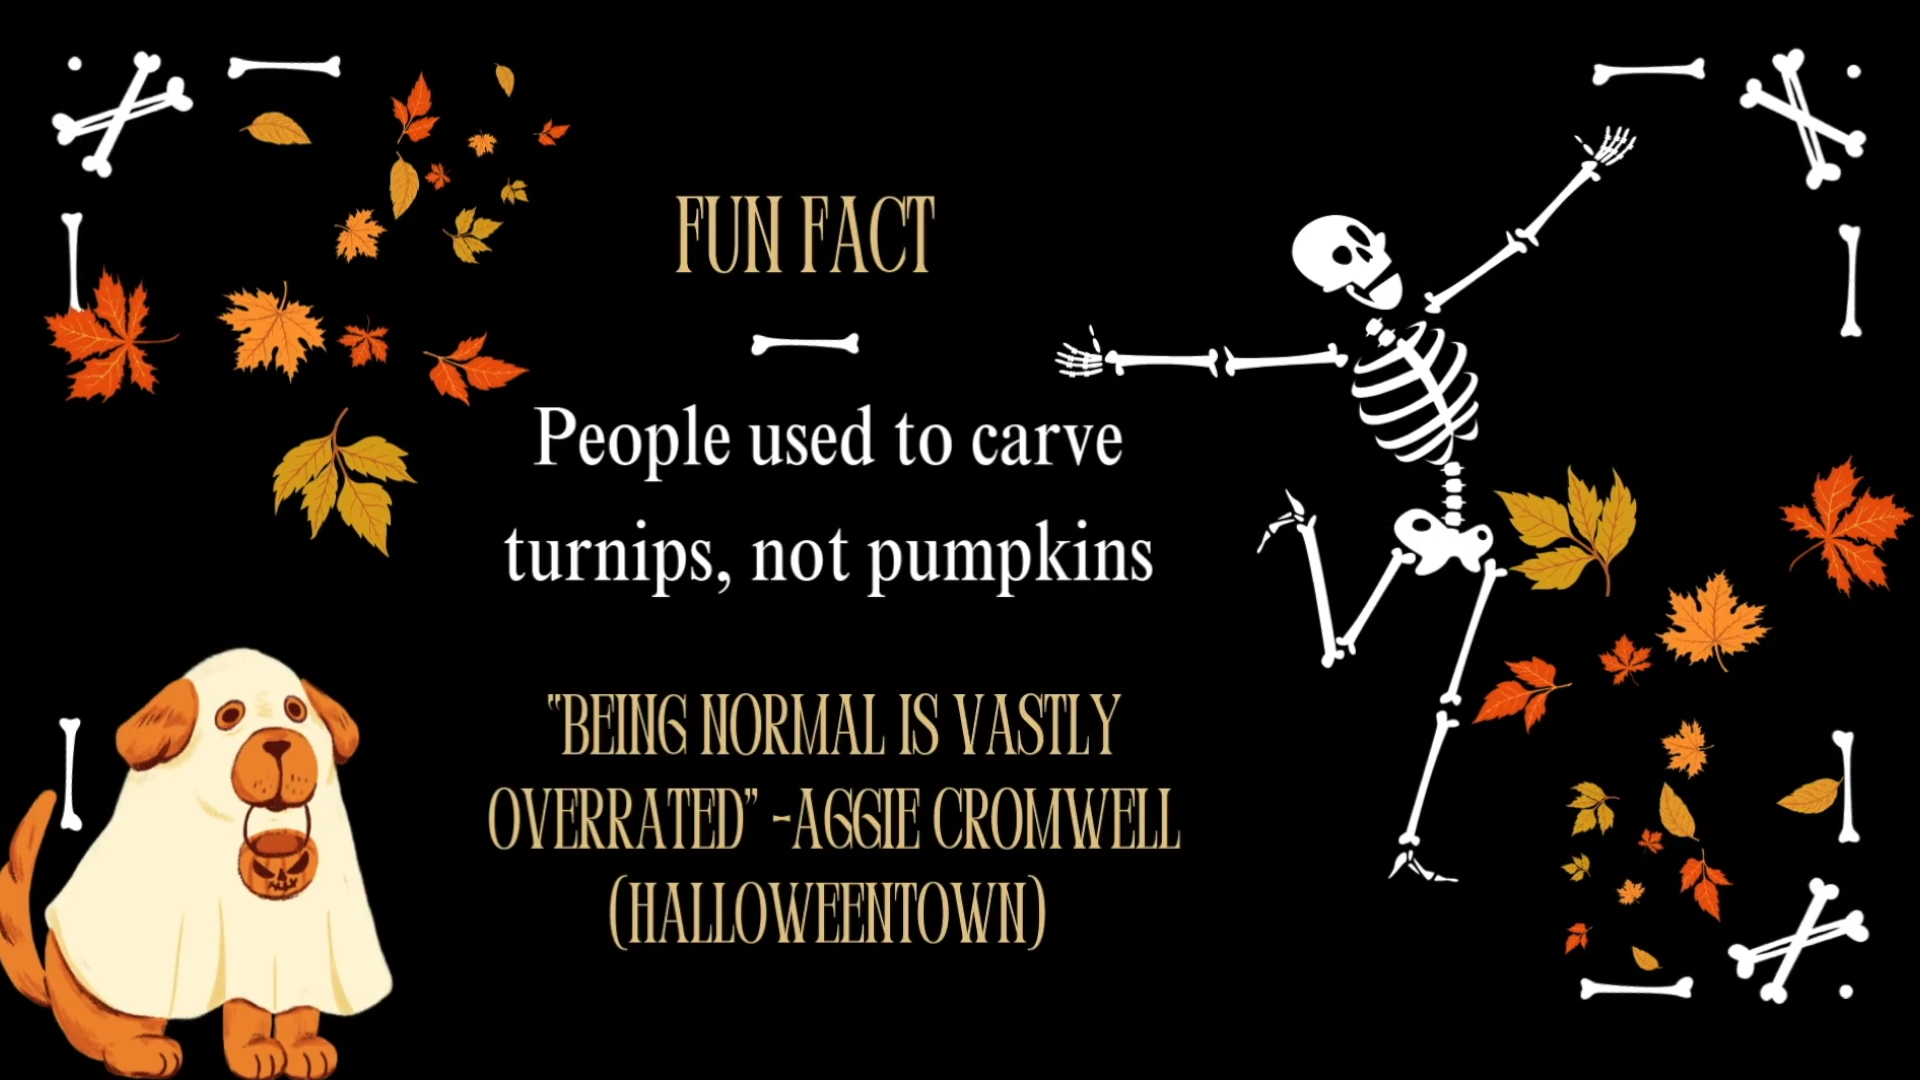 FUN FACT
People used to carve
turnips, not pumpkins
"BEING NORMAL IS VASTLY
OVERRATED" -AGGIE CROMWELL
(HALLOWEENTOWN)